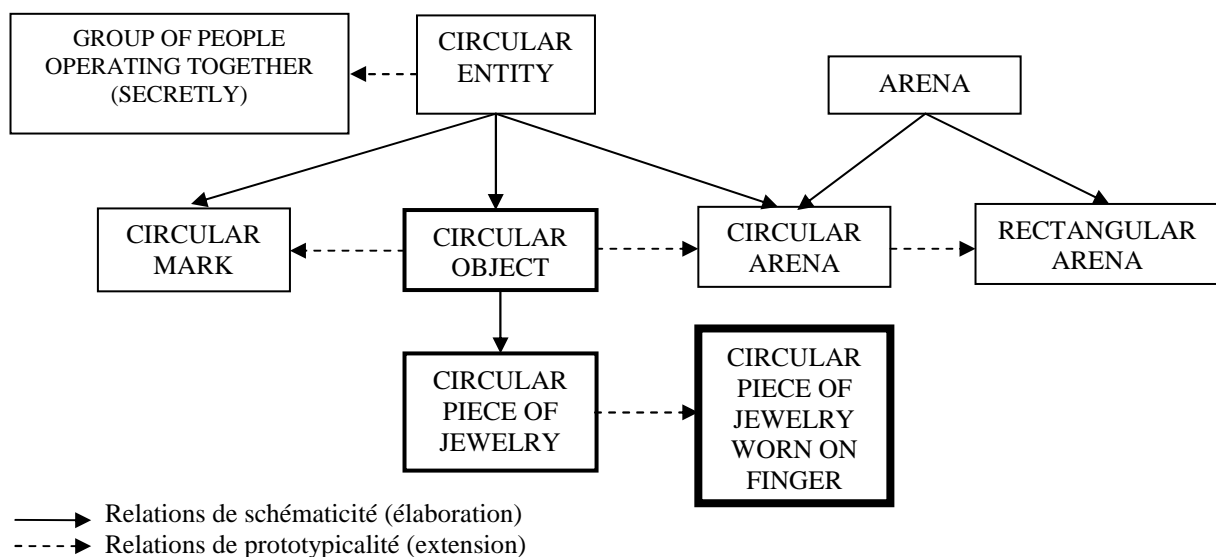 GROUP OF PEOPLE
OPERATING TOGETHER
(SECRETLY)
CIRCULAR
ENTITY
ARENA
CIRCULAR
MARK
CIRCULAR
OBJECT
CIRCULAR
ARENA
RECTANGULAR
ARENA
CIRCULAR
PIECE OF
JEWELRY
CIRCULAR
PIECE OF
JEWELRY
WORN ON
FINGER
Relations de schématicité (élaboration)
Relations de prototypicalité (extension)